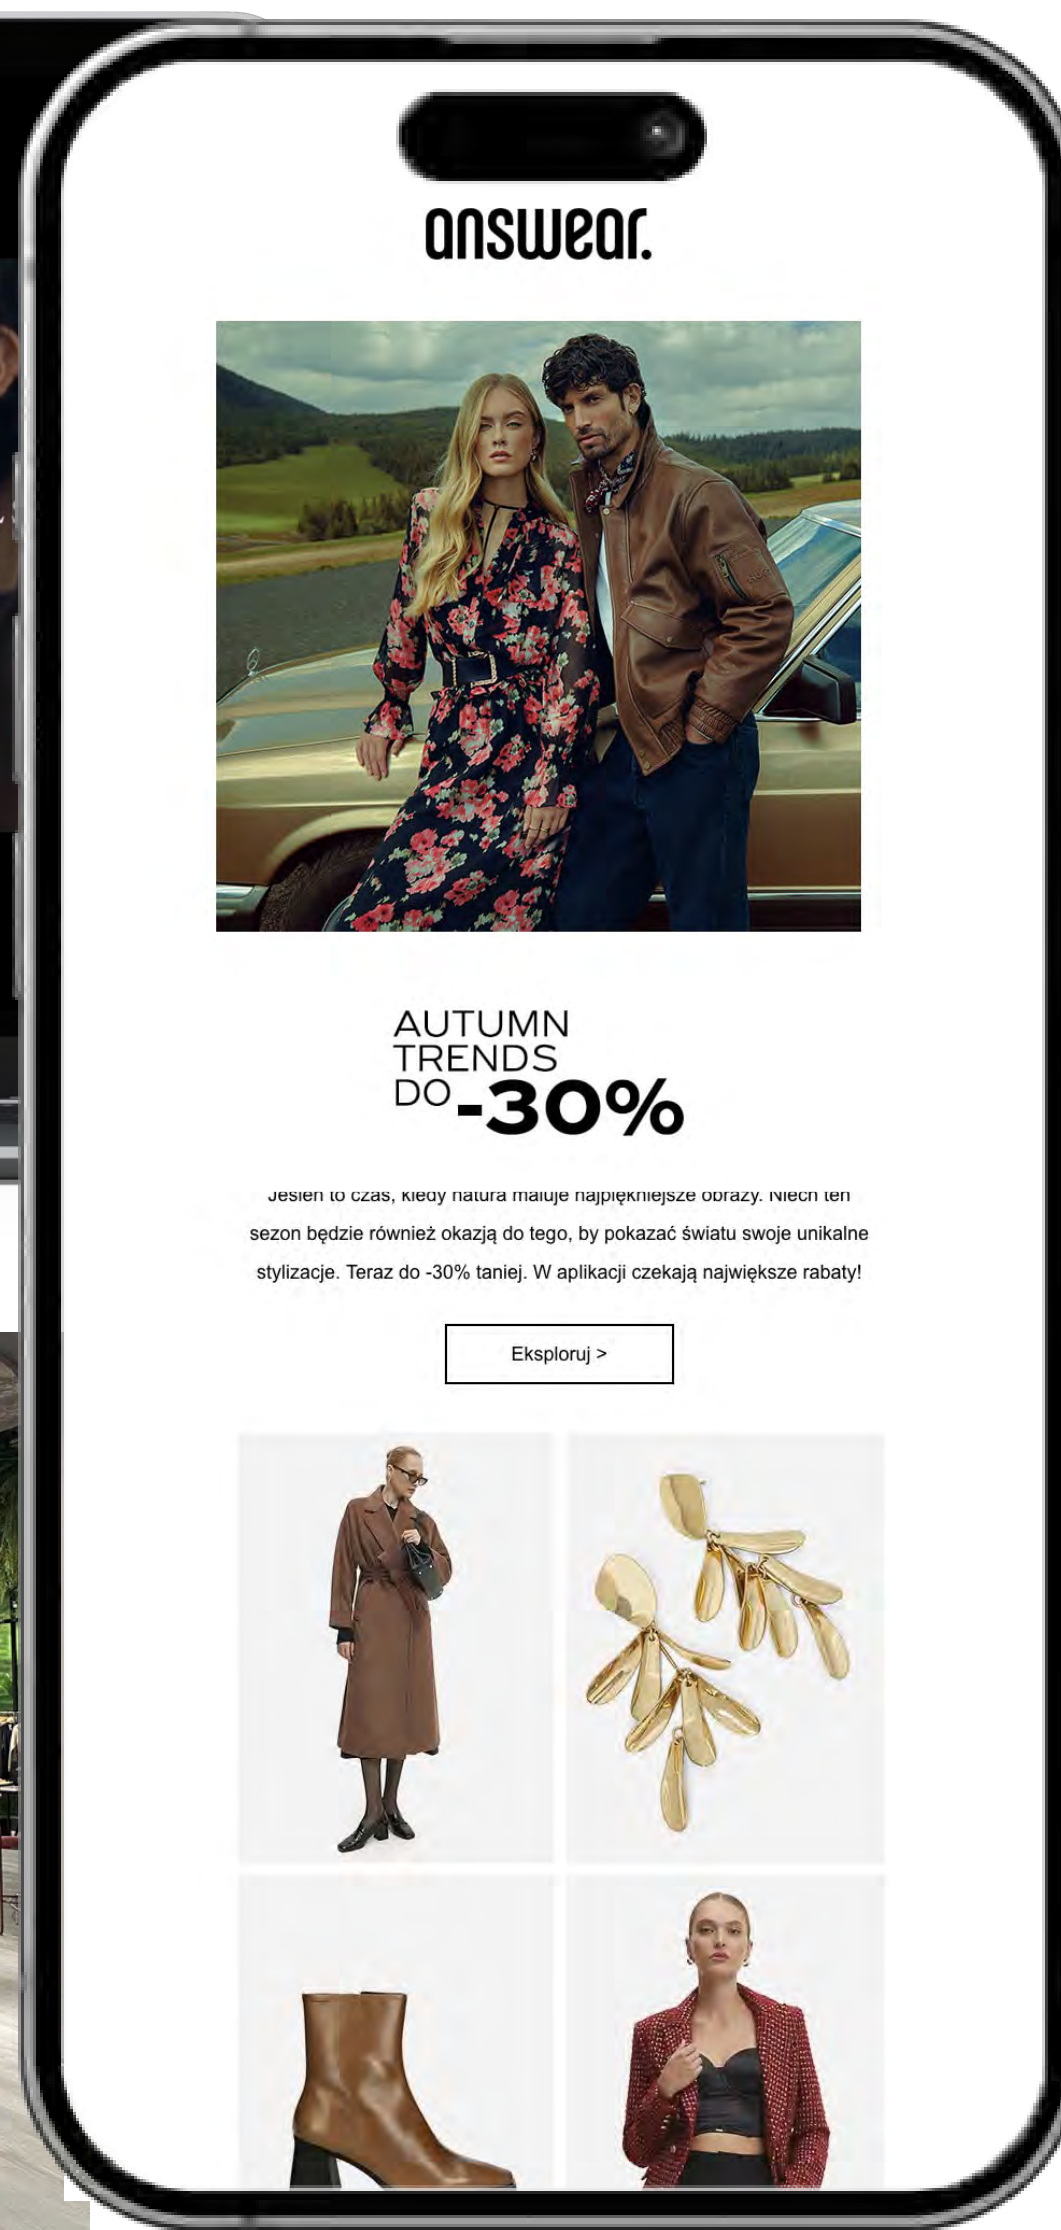 answear.
AUTUMN
TRENDS
DO -30%
Jesień to czas, kiedy natura maluje najpiękniejsze obrazy. Niech ten
sezon będzie również okazją do tego, by pokazać światu swoje unikalne
stylizacje. Teraz do -30% taniej. W aplikacji czekają największe rabaty!
Eksploruj >